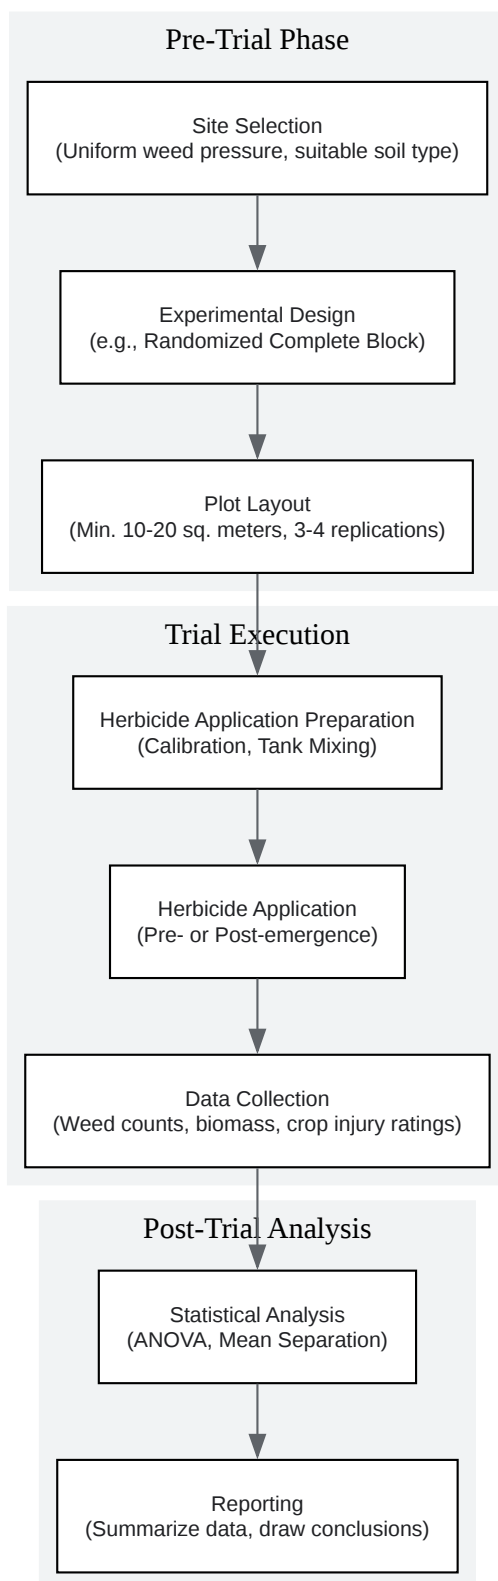 Pre-Trial Phase
Site Selection
(Uniform weed pressure, suitable soil type)
Experimental Design
(e.g., Randomized Complete Block)
Plot Layout
(Min. 10-20 sq. meters, 3-4 replications)
Trial Execution
Herbicide Application Preparation
(Calibration, Tank Mixing)
Herbicide Application
(Pre- or Post-emergence)
Data Collection
(Weed counts, biomass, crop injury ratings)
Post-Trial Analysis
Statistical Analysis
(ANOVA, Mean Separation)
Reporting
(Summarize data, draw conclusions)